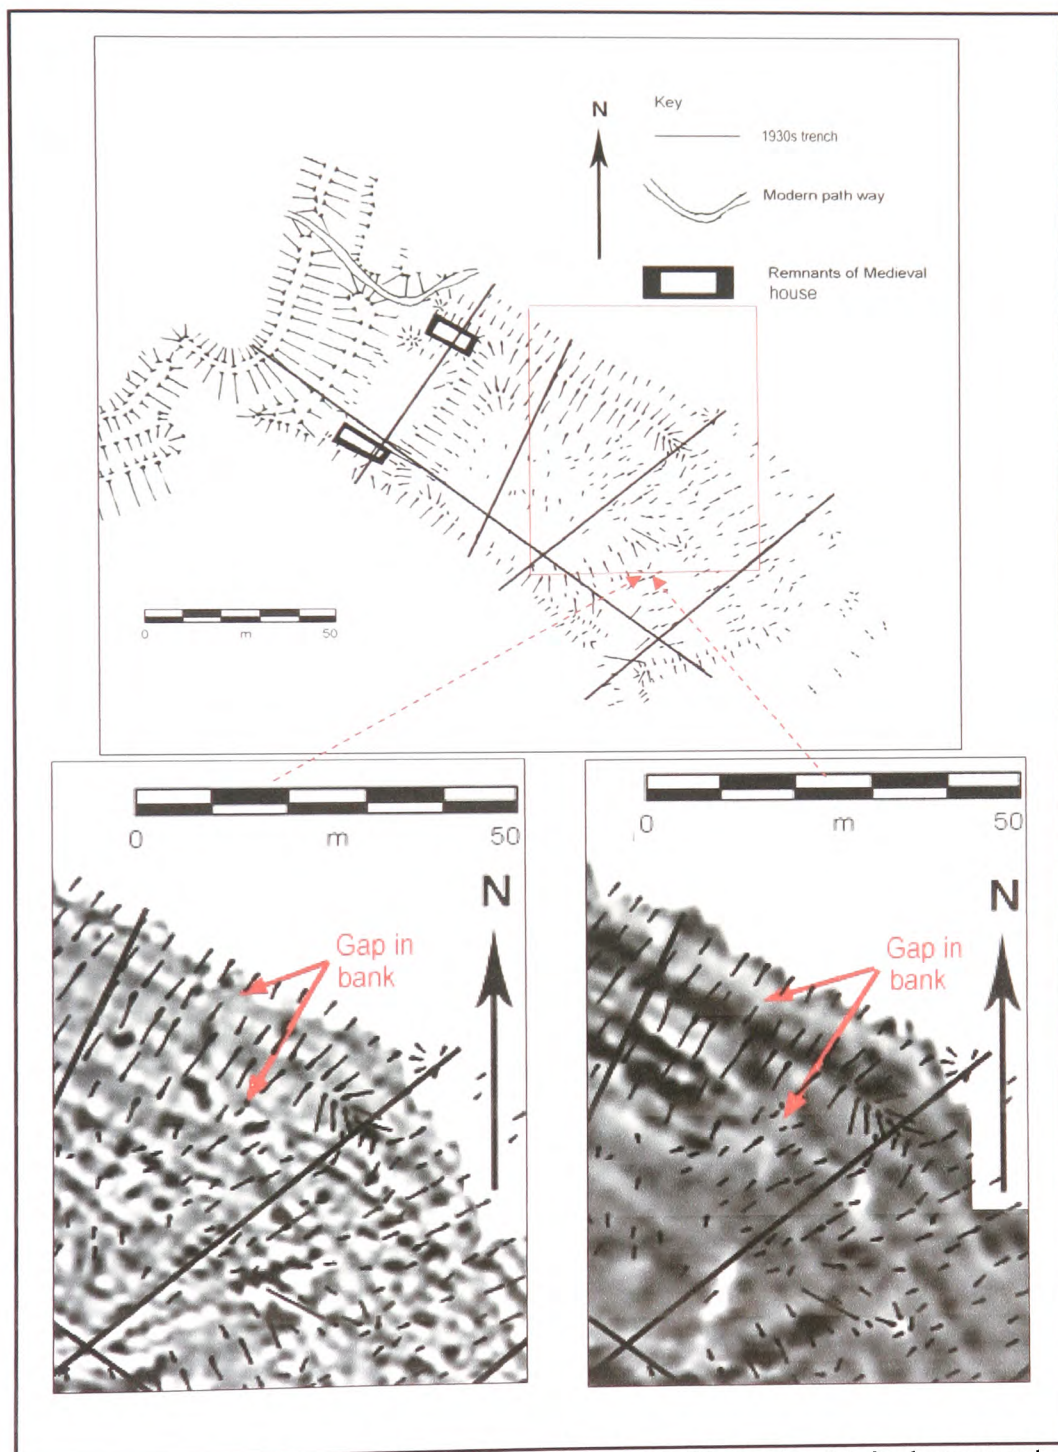 N
Key
1930s trench
Modern path way
Remnants of Medieval
house
0 m 50
0 m 50
N
Gap in
bank
0 m 50
N
Gap in
bank